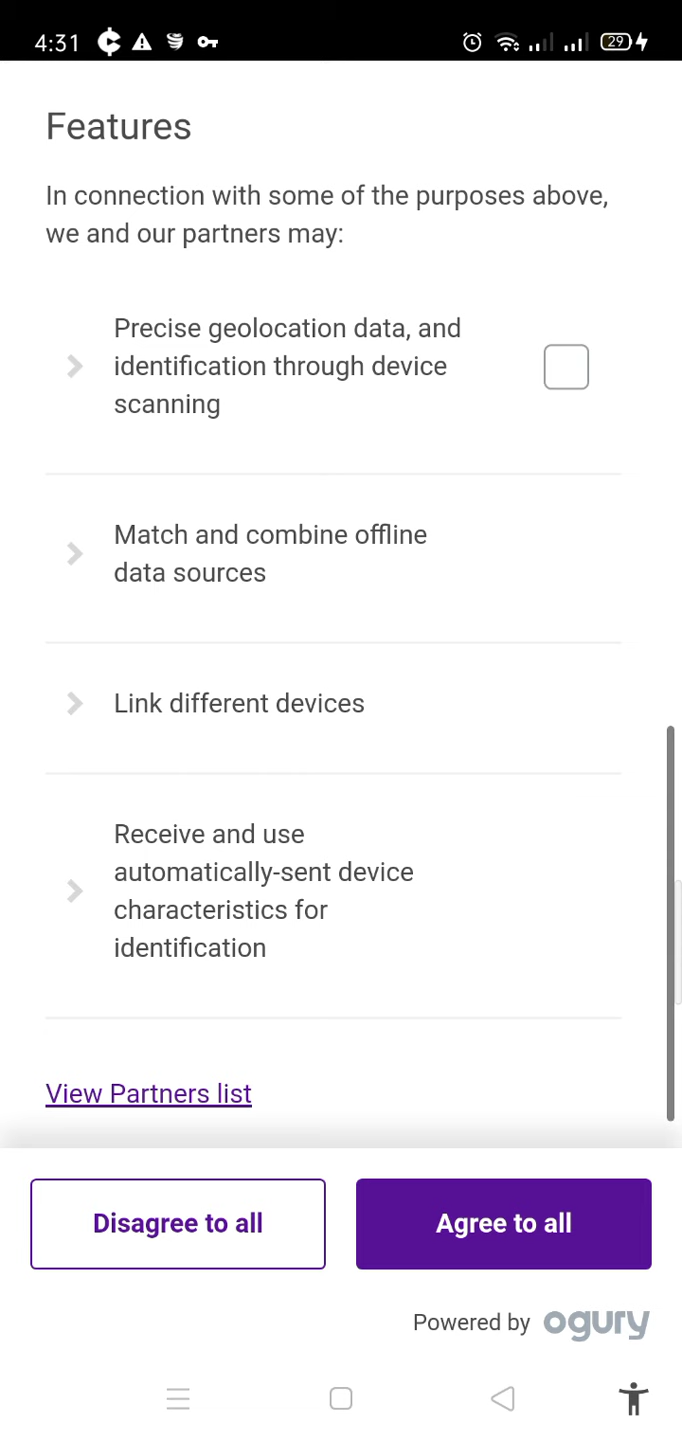 4:31
29
Features
In connection with some of the purposes above,
we and our partners may:
Precise geolocation data, and
identification through device
scanning
Match and combine offline
data sources
Link different devices
Receive and use
automatically-sent device
characteristics for
identification
View Partners list
Disagree to all
Agree to all
Powered by ogury